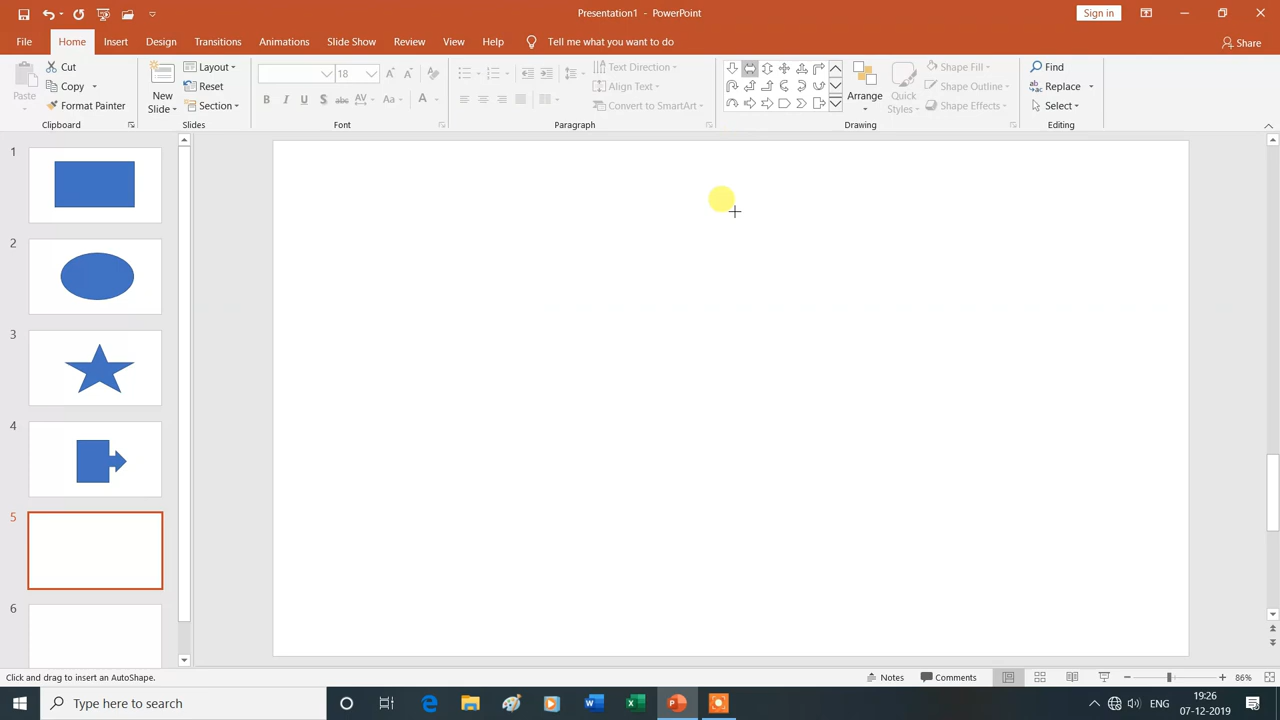 Presentation1 - PowerPoint
Sign in
File Home Insert Design Transitions Animations Slide Show Review View Help Tell me what you want to do Share
Paste
Cut
Copy
Format Painter
Clipboard
New Slide
Layout
Reset
Section
Slides
18
B I U S abc AV Aa A
Font
Text Direction
Align Text
Convert to SmartArt
Paragraph
Arrange
Quick Styles
Shape Fill
Shape Outline
Shape Effects
Drawing
Find
Replace
Select
Editing
1
2
3
4
5
6
Click and drag to insert an AutoShape.
Notes Comments 86%
Type here to search
ENG
19:26
07-12-2019